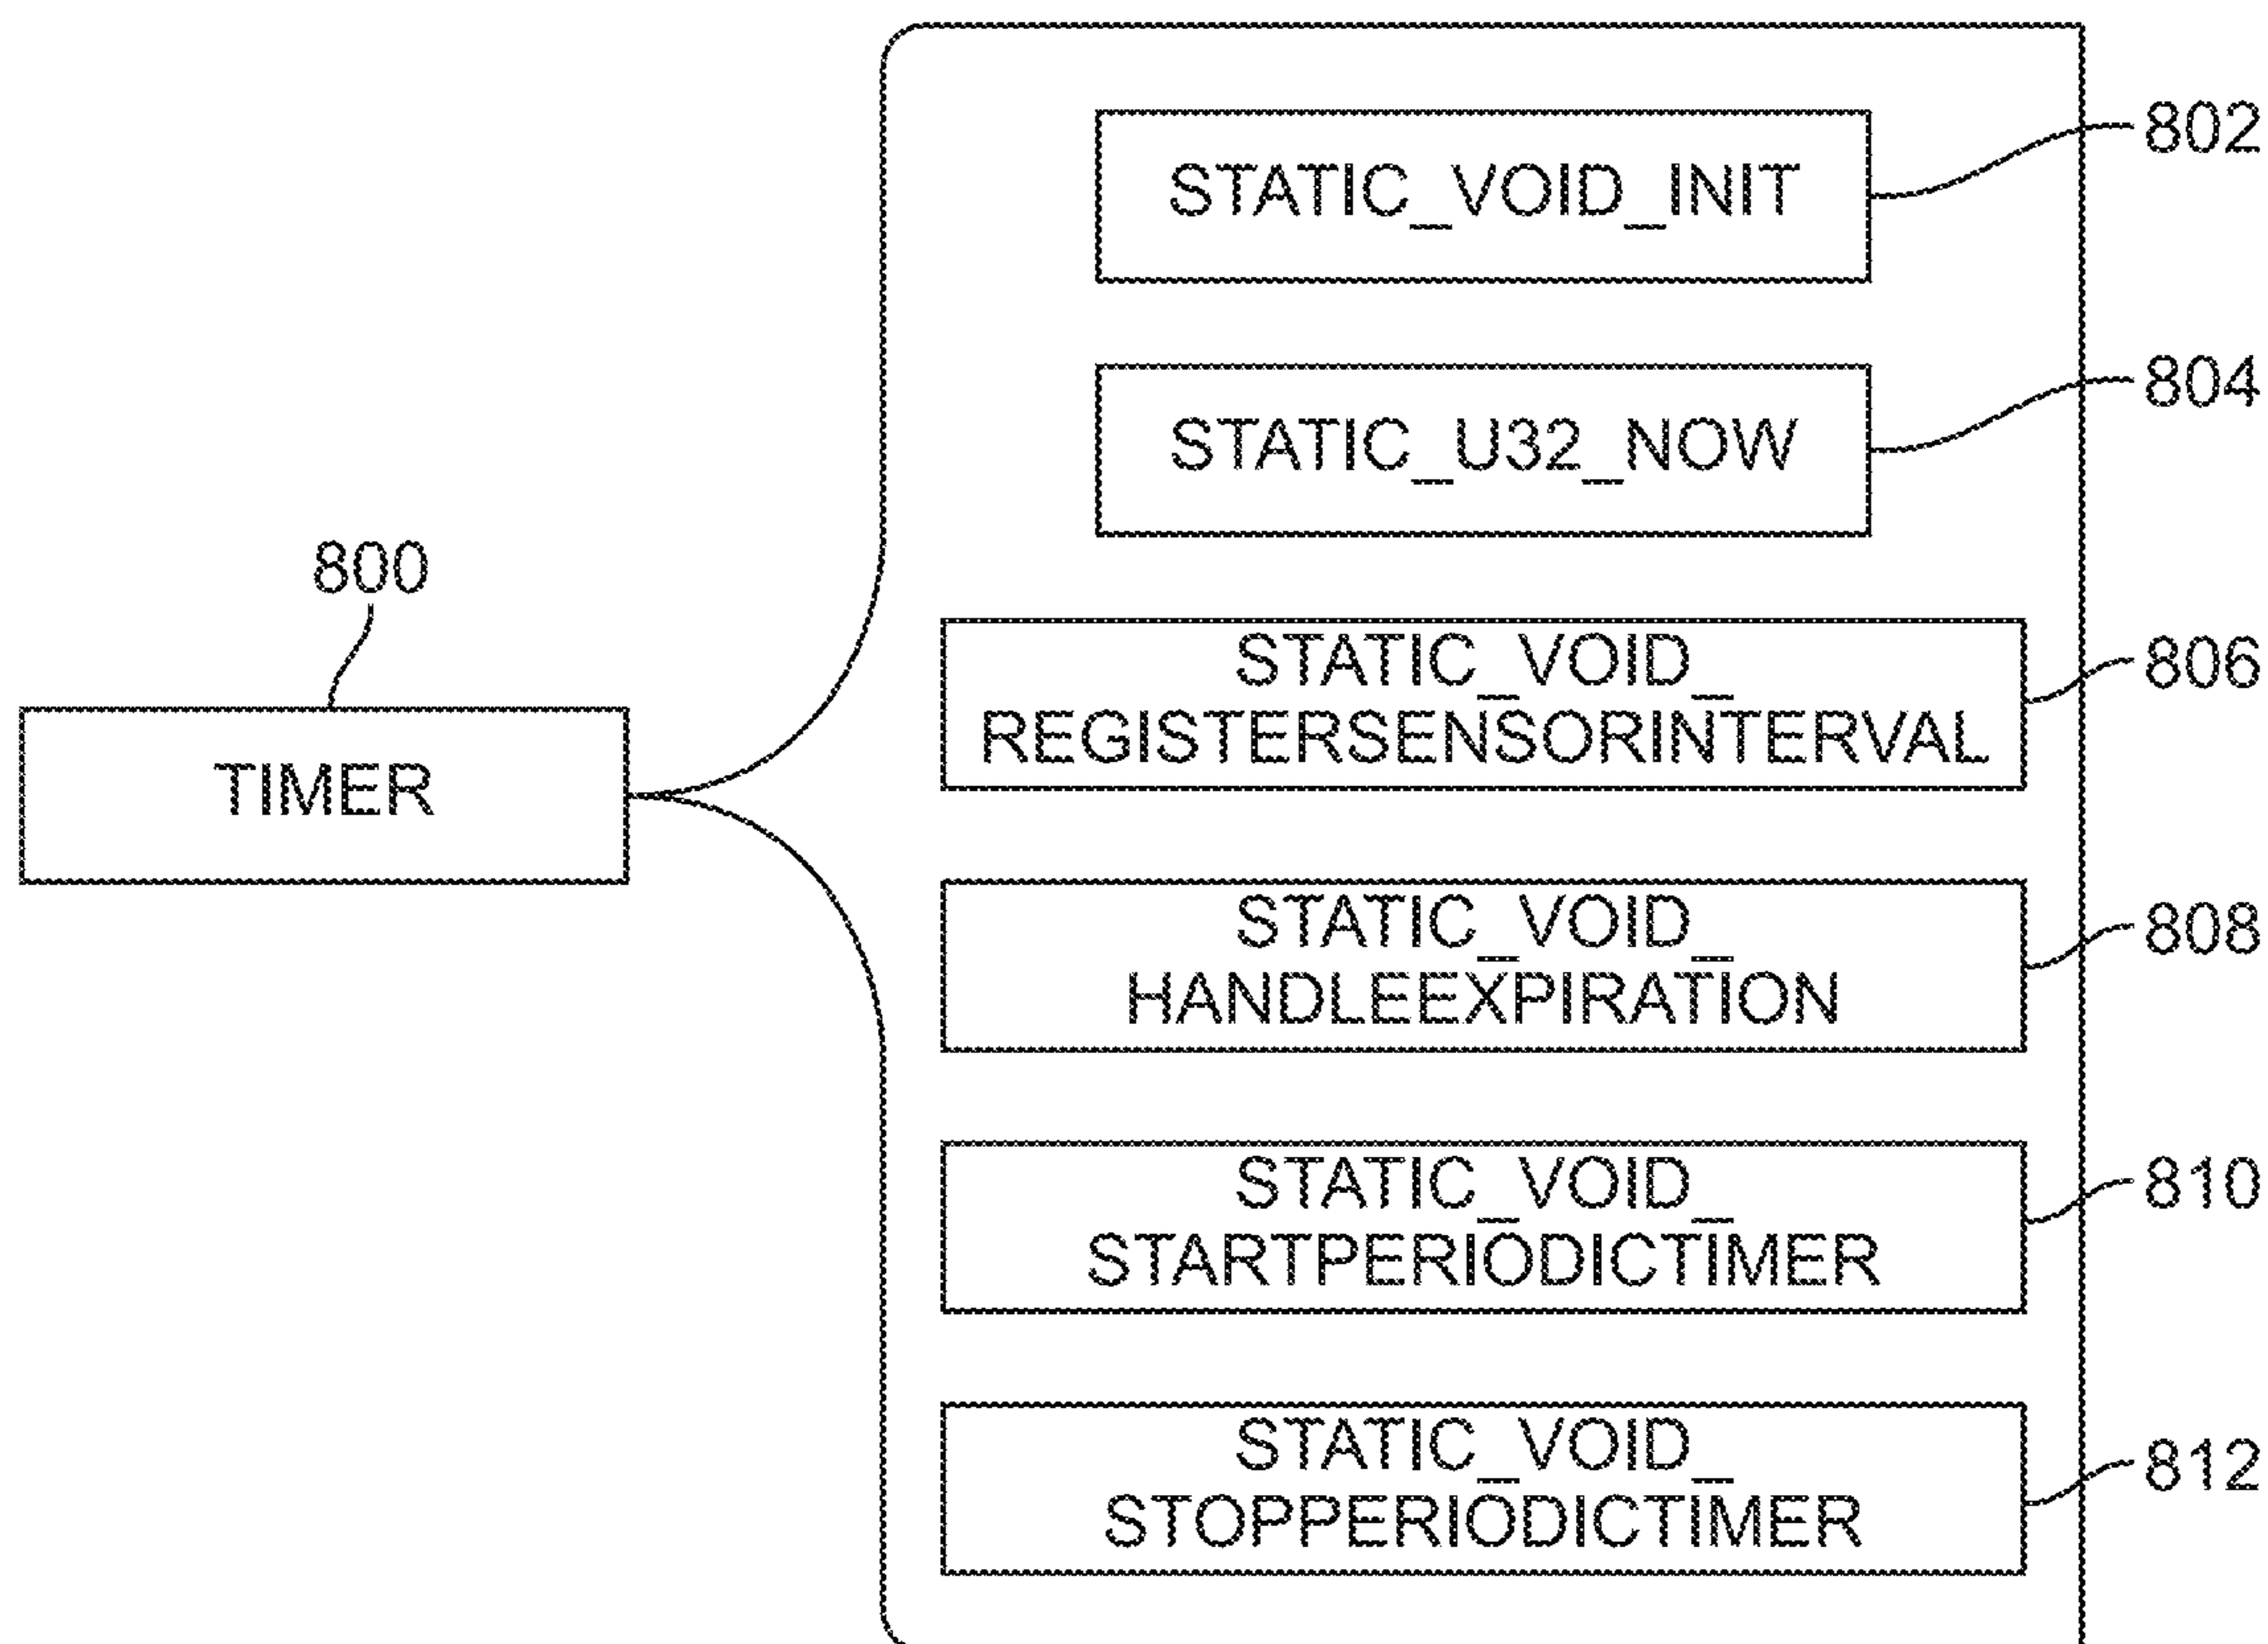 STATIC_VOID_INIT
802
STATIC_U32_NOW
804
800
TIMER
STATIC_VOID_
REGISTERSENSORINTERVAL
806
STATIC_VOID_
HANDLEEXPIRATION
808
STATIC_VOID_
STARTPERIODICTIMER
810
STATIC_VOID_
STOPPERIODICTIMER
812